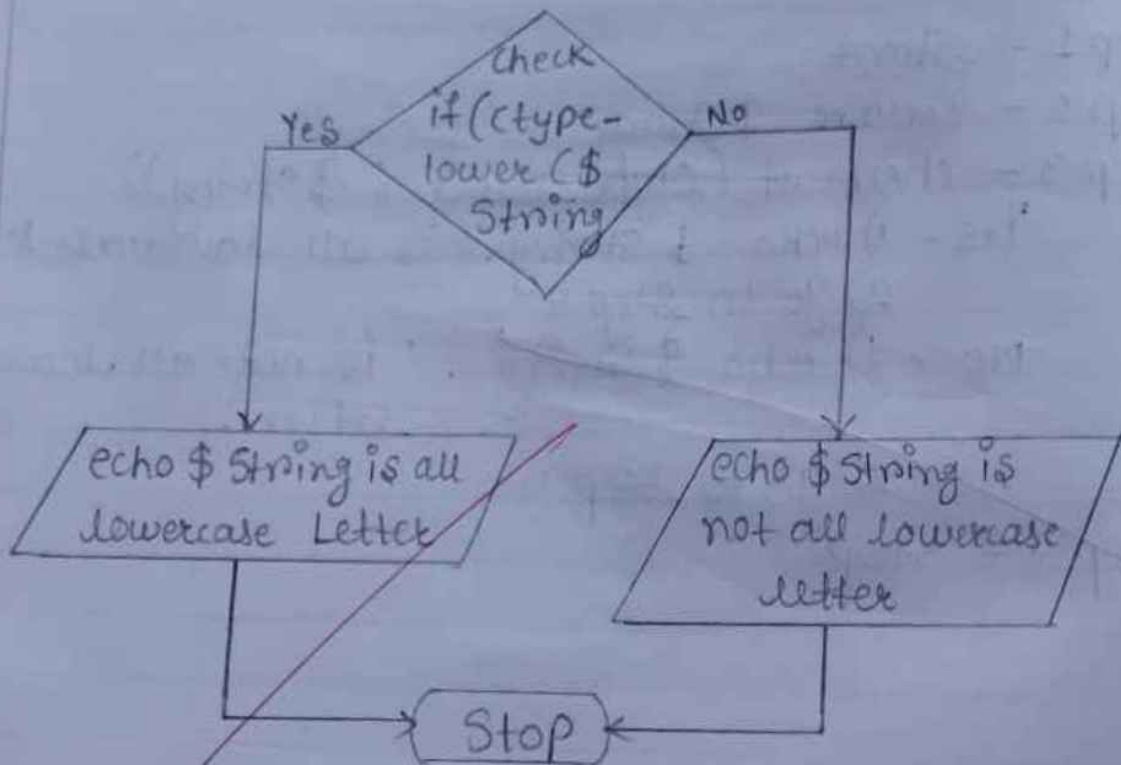 Check
if (ctype-
lower ($
String
Yes
No
echo $ String is all
lowercase Letter
echo $ String is
not all lowercase
letter
Stop